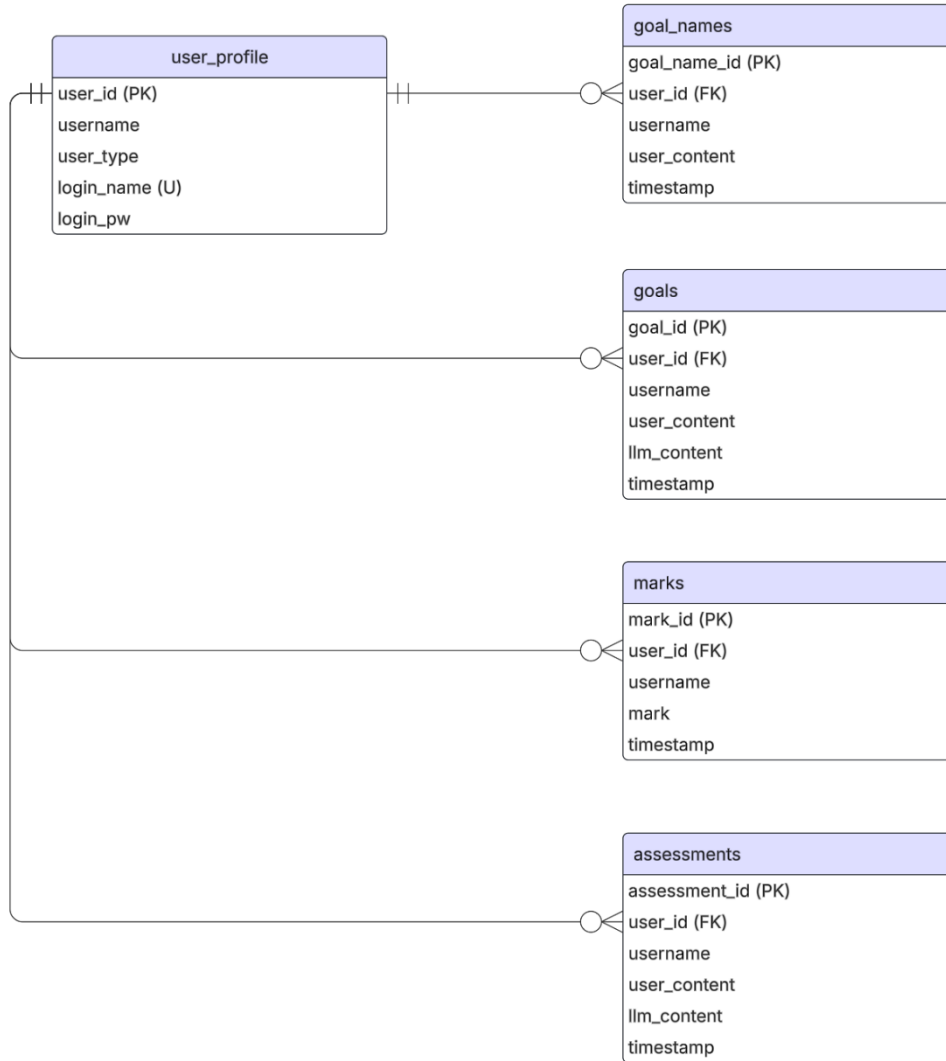 user_profile
user_id (PK)
username
user_type
login_name (U)
login_pw
goal_names
goal_name_id (PK)
user_id (FK)
username
user_content
timestamp
goals
goal_id (PK)
user_id (FK)
username
user_content
llm_content
timestamp
marks
mark_id (PK)
user_id (FK)
username
mark
timestamp
assessments
assessment_id (PK)
user_id (FK)
username
user_content
llm_content
timestamp